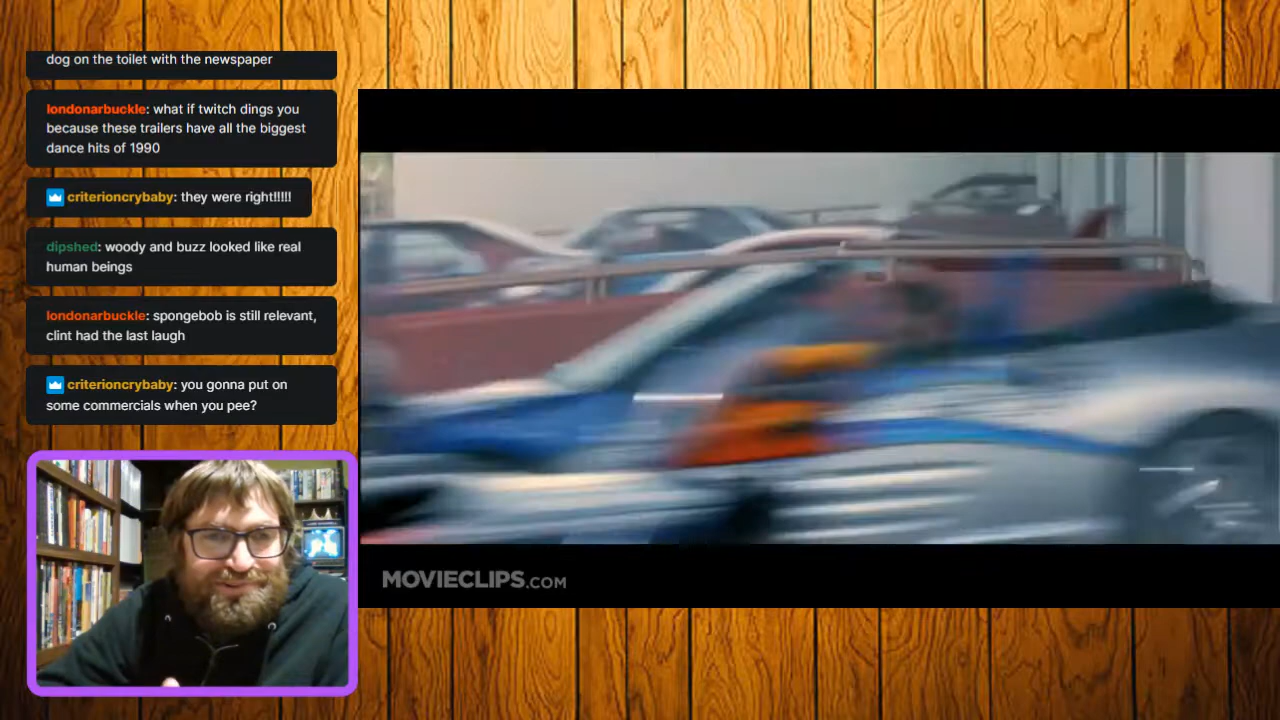 dog on the toilet with the newspaper
londonarbuckle: what if twitch dings you
because these trailers have all the biggest
dance hits of 1990
criterioncrybaby: they were right!!!!!
dipshed: woody and buzz looked like real
human beings
londonarbuckle: spongebob is still relevant,
clint had the last laugh
criterioncrybaby: you gonna put on
some commercials when you pee?
MOVIECLIPS.COM